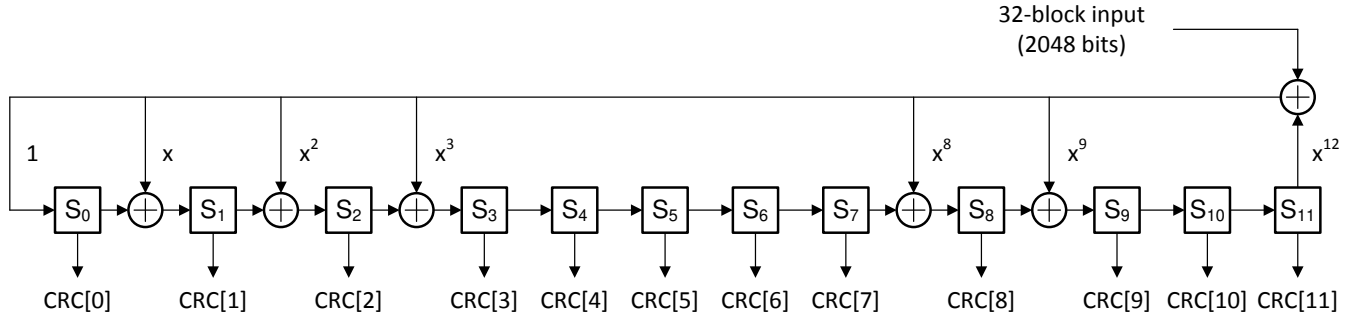 32-block input
(2048 bits)
1 x x² x³ x⁸ x⁹ x¹²
S₀ S₁ S₂ S₃ S₄ S₅ S₆ S₇ S₈ S₉ S₁₀ S₁₁
CRC[0] CRC[1] CRC[2] CRC[3] CRC[4] CRC[5] CRC[6] CRC[7] CRC[8] CRC[9] CRC[10] CRC[11]